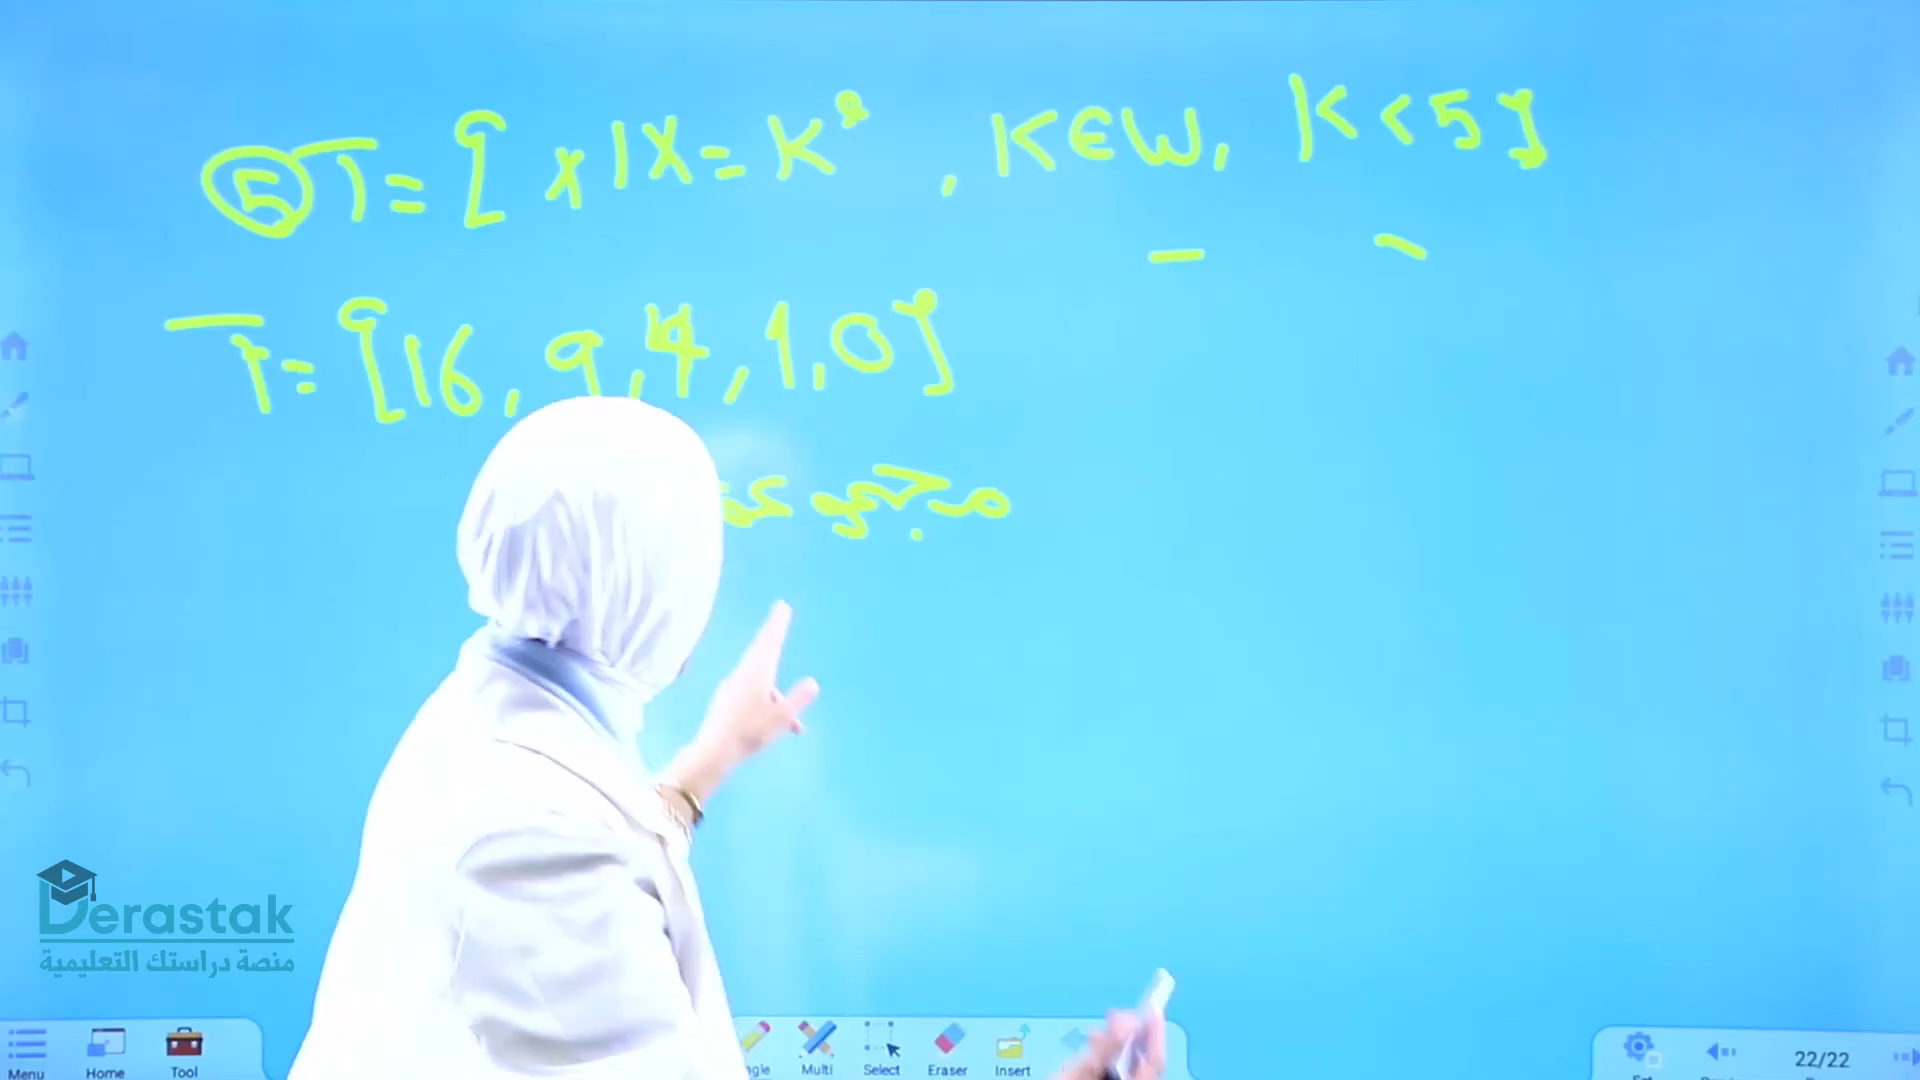 ⑤ T = { x | x = K², K ∈ W, K < 5 }
T = { 16, 9, 4, 1, 0 }
Derastak
منصة دراستك التعليمية
Menu Home Tool Multi Select Eraser Insert 22/22